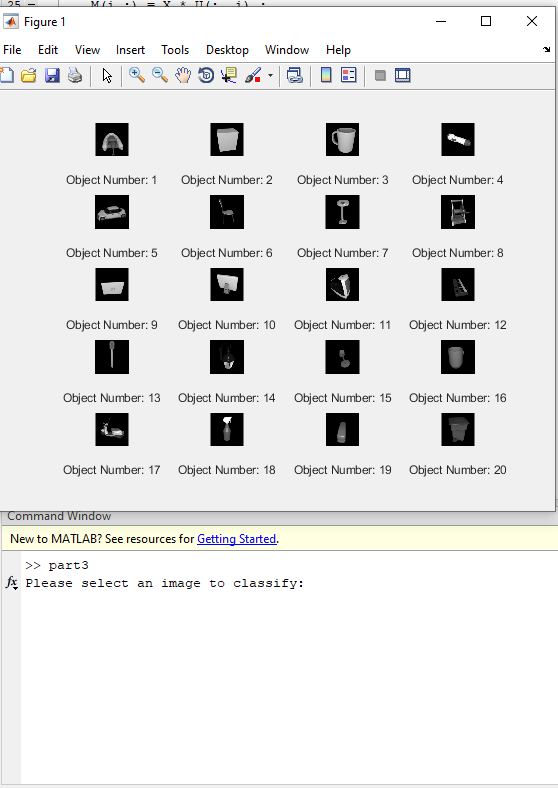 Figure 1
File Edit View Insert Tools Desktop Window Help
Object Number: 1 Object Number: 2 Object Number: 3 Object Number: 4
Object Number: 5 Object Number: 6 Object Number: 7 Object Number: 8
Object Number: 9 Object Number: 10 Object Number: 11 Object Number: 12
Object Number: 13 Object Number: 14 Object Number: 15 Object Number: 16
Object Number: 17 Object Number: 18 Object Number: 19 Object Number: 20
Command Window
New to MATLAB? See resources for Getting Started.
>> part3
fx Please select an image to classify: